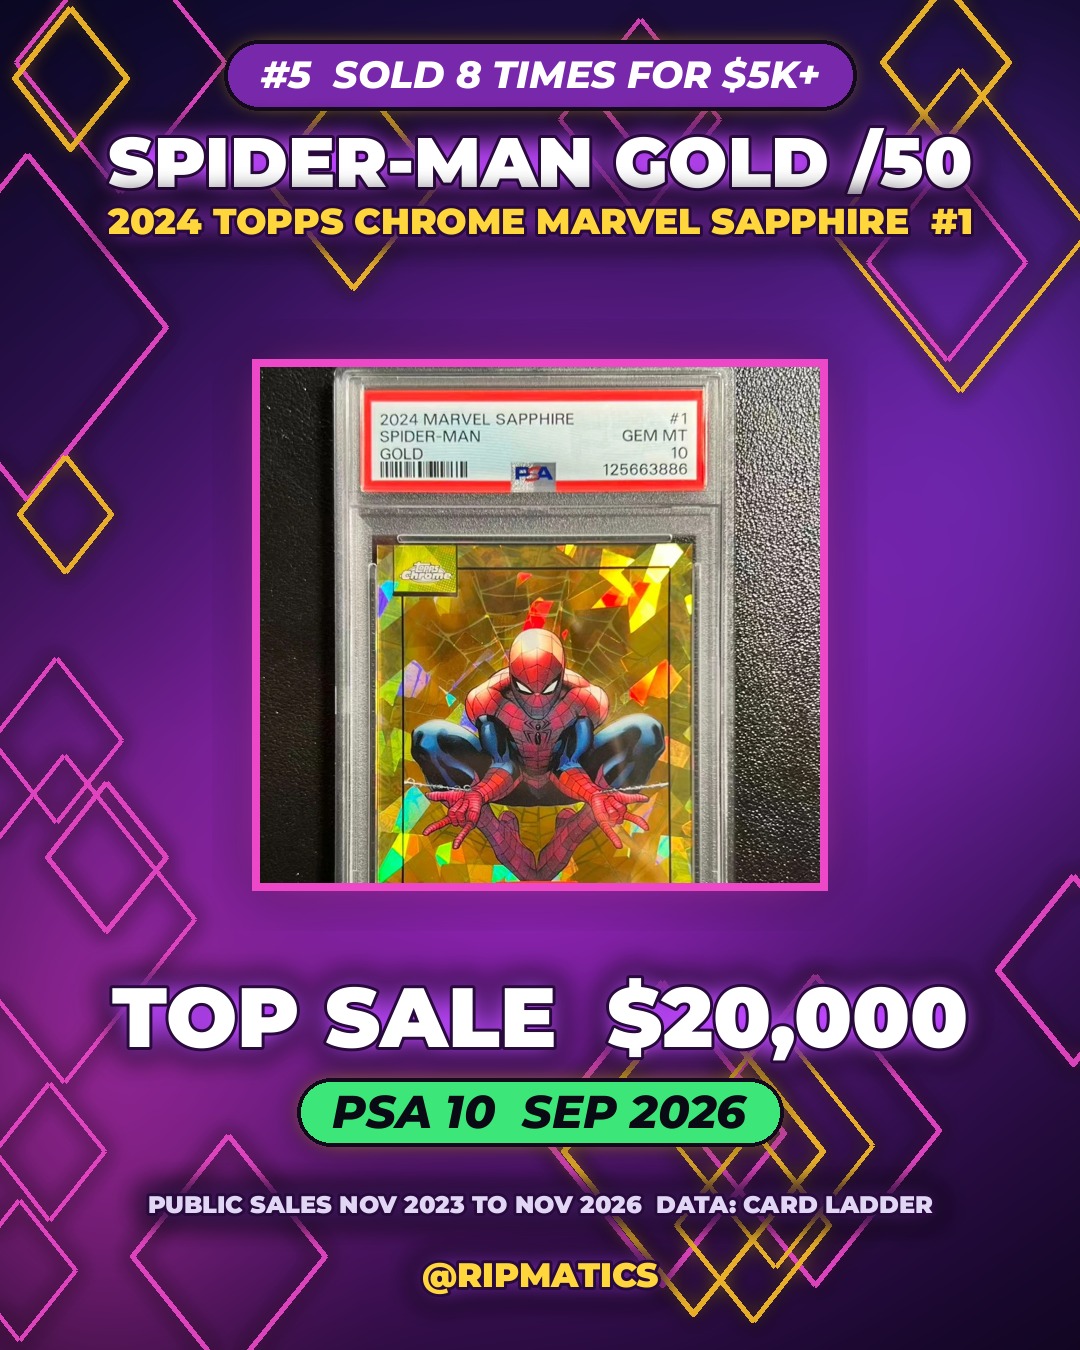 #5 SOLD 8 TIMES FOR $5K+
SPIDER-MAN GOLD /50
2024 TOPPS CHROME MARVEL SAPPHIRE #1
2024 MARVEL SAPPHIRE #1
SPIDER-MAN GEM MT
GOLD 10
PSA 125663886
Topps Chrome
TOP SALE $20,000
PSA 10 SEP 2026
PUBLIC SALES NOV 2023 TO NOV 2026 DATA: CARD LADDER
@RIPMATICS